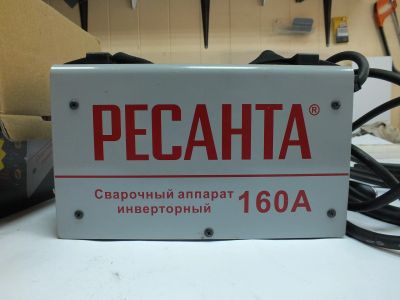 РЕСАНТА®
Сварочный аппарат
инверторный 160А